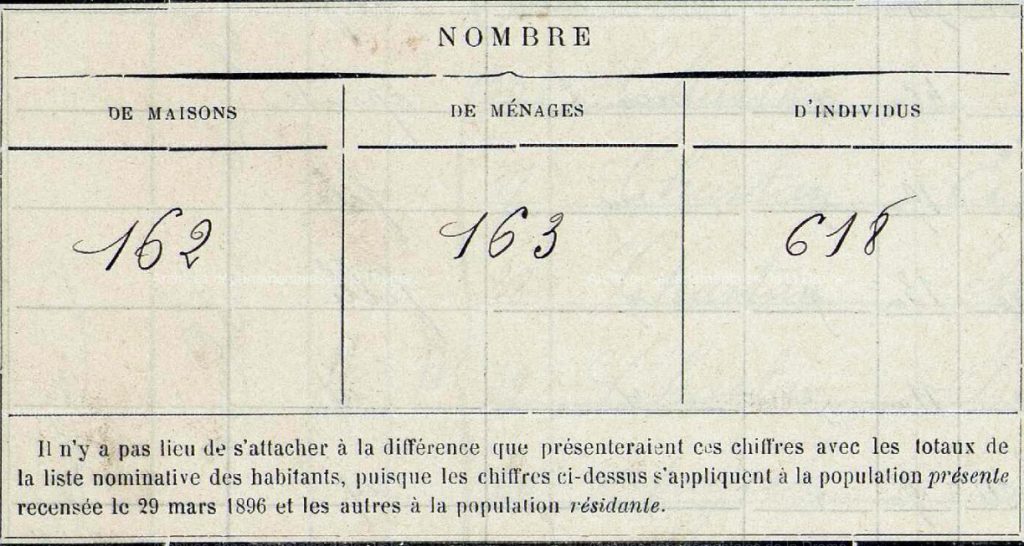 NOMBRE
DE MAISONS DE MÉNAGES D'INDIVIDUS
162 163 618
Il n'y a pas lieu de s'attacher à la différence que présenteraient ces chiffres avec les totaux de
la liste nominative des habitants, puisque les chiffres ci-dessus s'appliquent à la population présente
recensée le 29 mars 1896 et les autres à la population résidante.